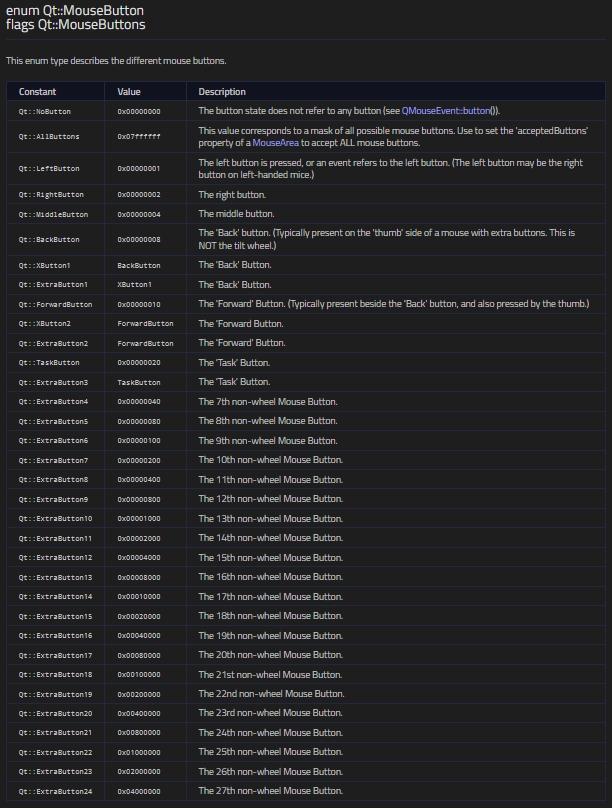 enum Qt::MouseButton
flags Qt::MouseButtons
This enum type describes the different mouse buttons.
Constant Value Description
Qt::NoButton 0x00000000 The button state does not refer to any button (see QMouseEvent::button()).
Qt::AllButtons 0x07ffffff This value corresponds to a mask of all possible mouse buttons. Use to set the 'acceptedButtons'
property of a MouseArea to accept ALL mouse buttons.
Qt::LeftButton 0x00000001 The left button is pressed, or an event refers to the left button. (The left button may be the right
button on left-handed mice.)
Qt::RightButton 0x00000002 The right button.
Qt::MiddleButton 0x00000004 The middle button.
Qt::BackButton 0x00000008 The 'Back' button. (Typically present on the 'thumb' side of a mouse with extra buttons. This is
NOT the tilt wheel.)
Qt::XButton1 BackButton The 'Back' Button.
Qt::ExtraButton1 XButton1 The 'Back' Button.
Qt::ForwardButton 0x00000010 The 'Forward' Button. (Typically present beside the 'Back' button, and also pressed by the thumb.)
Qt::XButton2 ForwardButton The 'Forward Button.
Qt::ExtraButton2 ForwardButton The 'Forward' Button.
Qt::TaskButton 0x00000020 The 'Task' Button.
Qt::ExtraButton3 TaskButton The 'Task' Button.
Qt::ExtraButton4 0x00000040 The 7th non-wheel Mouse Button.
Qt::ExtraButton5 0x00000080 The 8th non-wheel Mouse Button.
Qt::ExtraButton6 0x00000100 The 9th non-wheel Mouse Button.
Qt::ExtraButton7 0x00000200 The 10th non-wheel Mouse Button.
Qt::ExtraButton8 0x00000400 The 11th non-wheel Mouse Button.
Qt::ExtraButton9 0x00000800 The 12th non-wheel Mouse Button.
Qt::ExtraButton10 0x00001000 The 13th non-wheel Mouse Button.
Qt::ExtraButton11 0x00002000 The 14th non-wheel Mouse Button.
Qt::ExtraButton12 0x00004000 The 15th non-wheel Mouse Button.
Qt::ExtraButton13 0x00008000 The 16th non-wheel Mouse Button.
Qt::ExtraButton14 0x00010000 The 17th non-wheel Mouse Button.
Qt::ExtraButton15 0x00020000 The 18th non-wheel Mouse Button.
Qt::ExtraButton16 0x00040000 The 19th non-wheel Mouse Button.
Qt::ExtraButton17 0x00080000 The 20th non-wheel Mouse Button.
Qt::ExtraButton18 0x00100000 The 21st non-wheel Mouse Button.
Qt::ExtraButton19 0x00200000 The 22nd non-wheel Mouse Button.
Qt::ExtraButton20 0x00400000 The 23rd non-wheel Mouse Button.
Qt::ExtraButton21 0x00800000 The 24th non-wheel Mouse Button.
Qt::ExtraButton22 0x01000000 The 25th non-wheel Mouse Button.
Qt::ExtraButton23 0x02000000 The 26th non-wheel Mouse Button.
Qt::ExtraButton24 0x04000000 The 27th non-wheel Mouse Button.